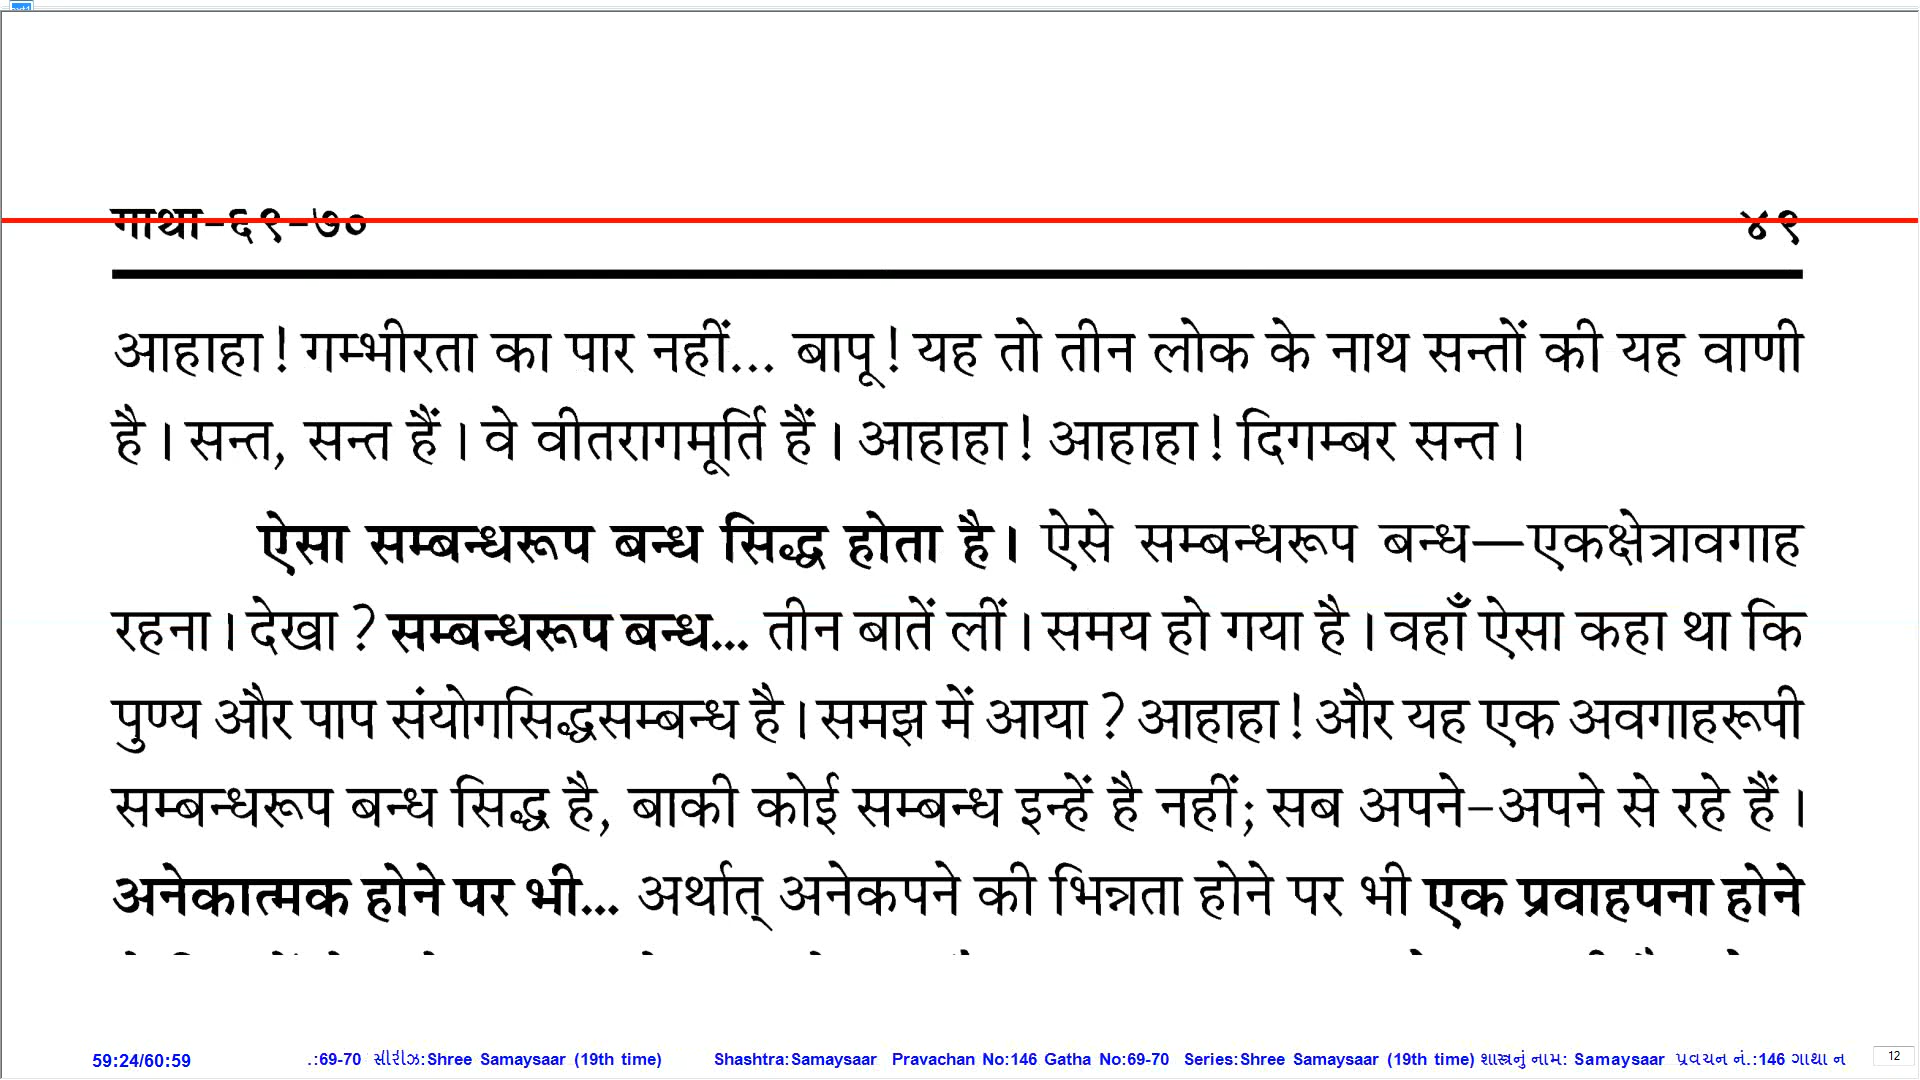 गाथा-६९-७० ४९
आहाहा! गम्भीरता का पार नहीं... बापू! यह तो तीन लोक के नाथ सन्तों की यह वाणी
है। सन्त, सन्त हैं। वे वीतरागमूर्ति हैं। आहाहा! आहाहा! दिगम्बर सन्त।
ऐसा सम्बन्धरूप बन्ध सिद्ध होता है। ऐसे सम्बन्धरूप बन्ध—एकक्षेत्रावगाह
रहना। देखा? सम्बन्धरूप बन्ध... तीन बातें लीं। समय हो गया है। वहाँ ऐसा कहा था कि
पुण्य और पाप संयोगसिद्धसम्बन्ध है। समझ में आया? आहाहा! और यह एक अवगाहरूपी
सम्बन्धरूप बन्ध सिद्ध है, बाकी कोई सम्बन्ध इन्हें है नहीं; सब अपने-अपने से रहे हैं।
अनेकात्मक होने पर भी... अर्थात् अनेकपने की भिन्नता होने पर भी एक प्रवाहपना होने
59:24/60:59 .:69-70 સીરીઝ:Shree Samaysaar (19th time) Shashtra:Samaysaar Pravachan No:146 Gatha No:69-70 Series:Shree Samaysaar (19th time) શાસ્ત્રનું નામ: Samaysaar પ્રવચન નં.:146 ગાથા ન 12